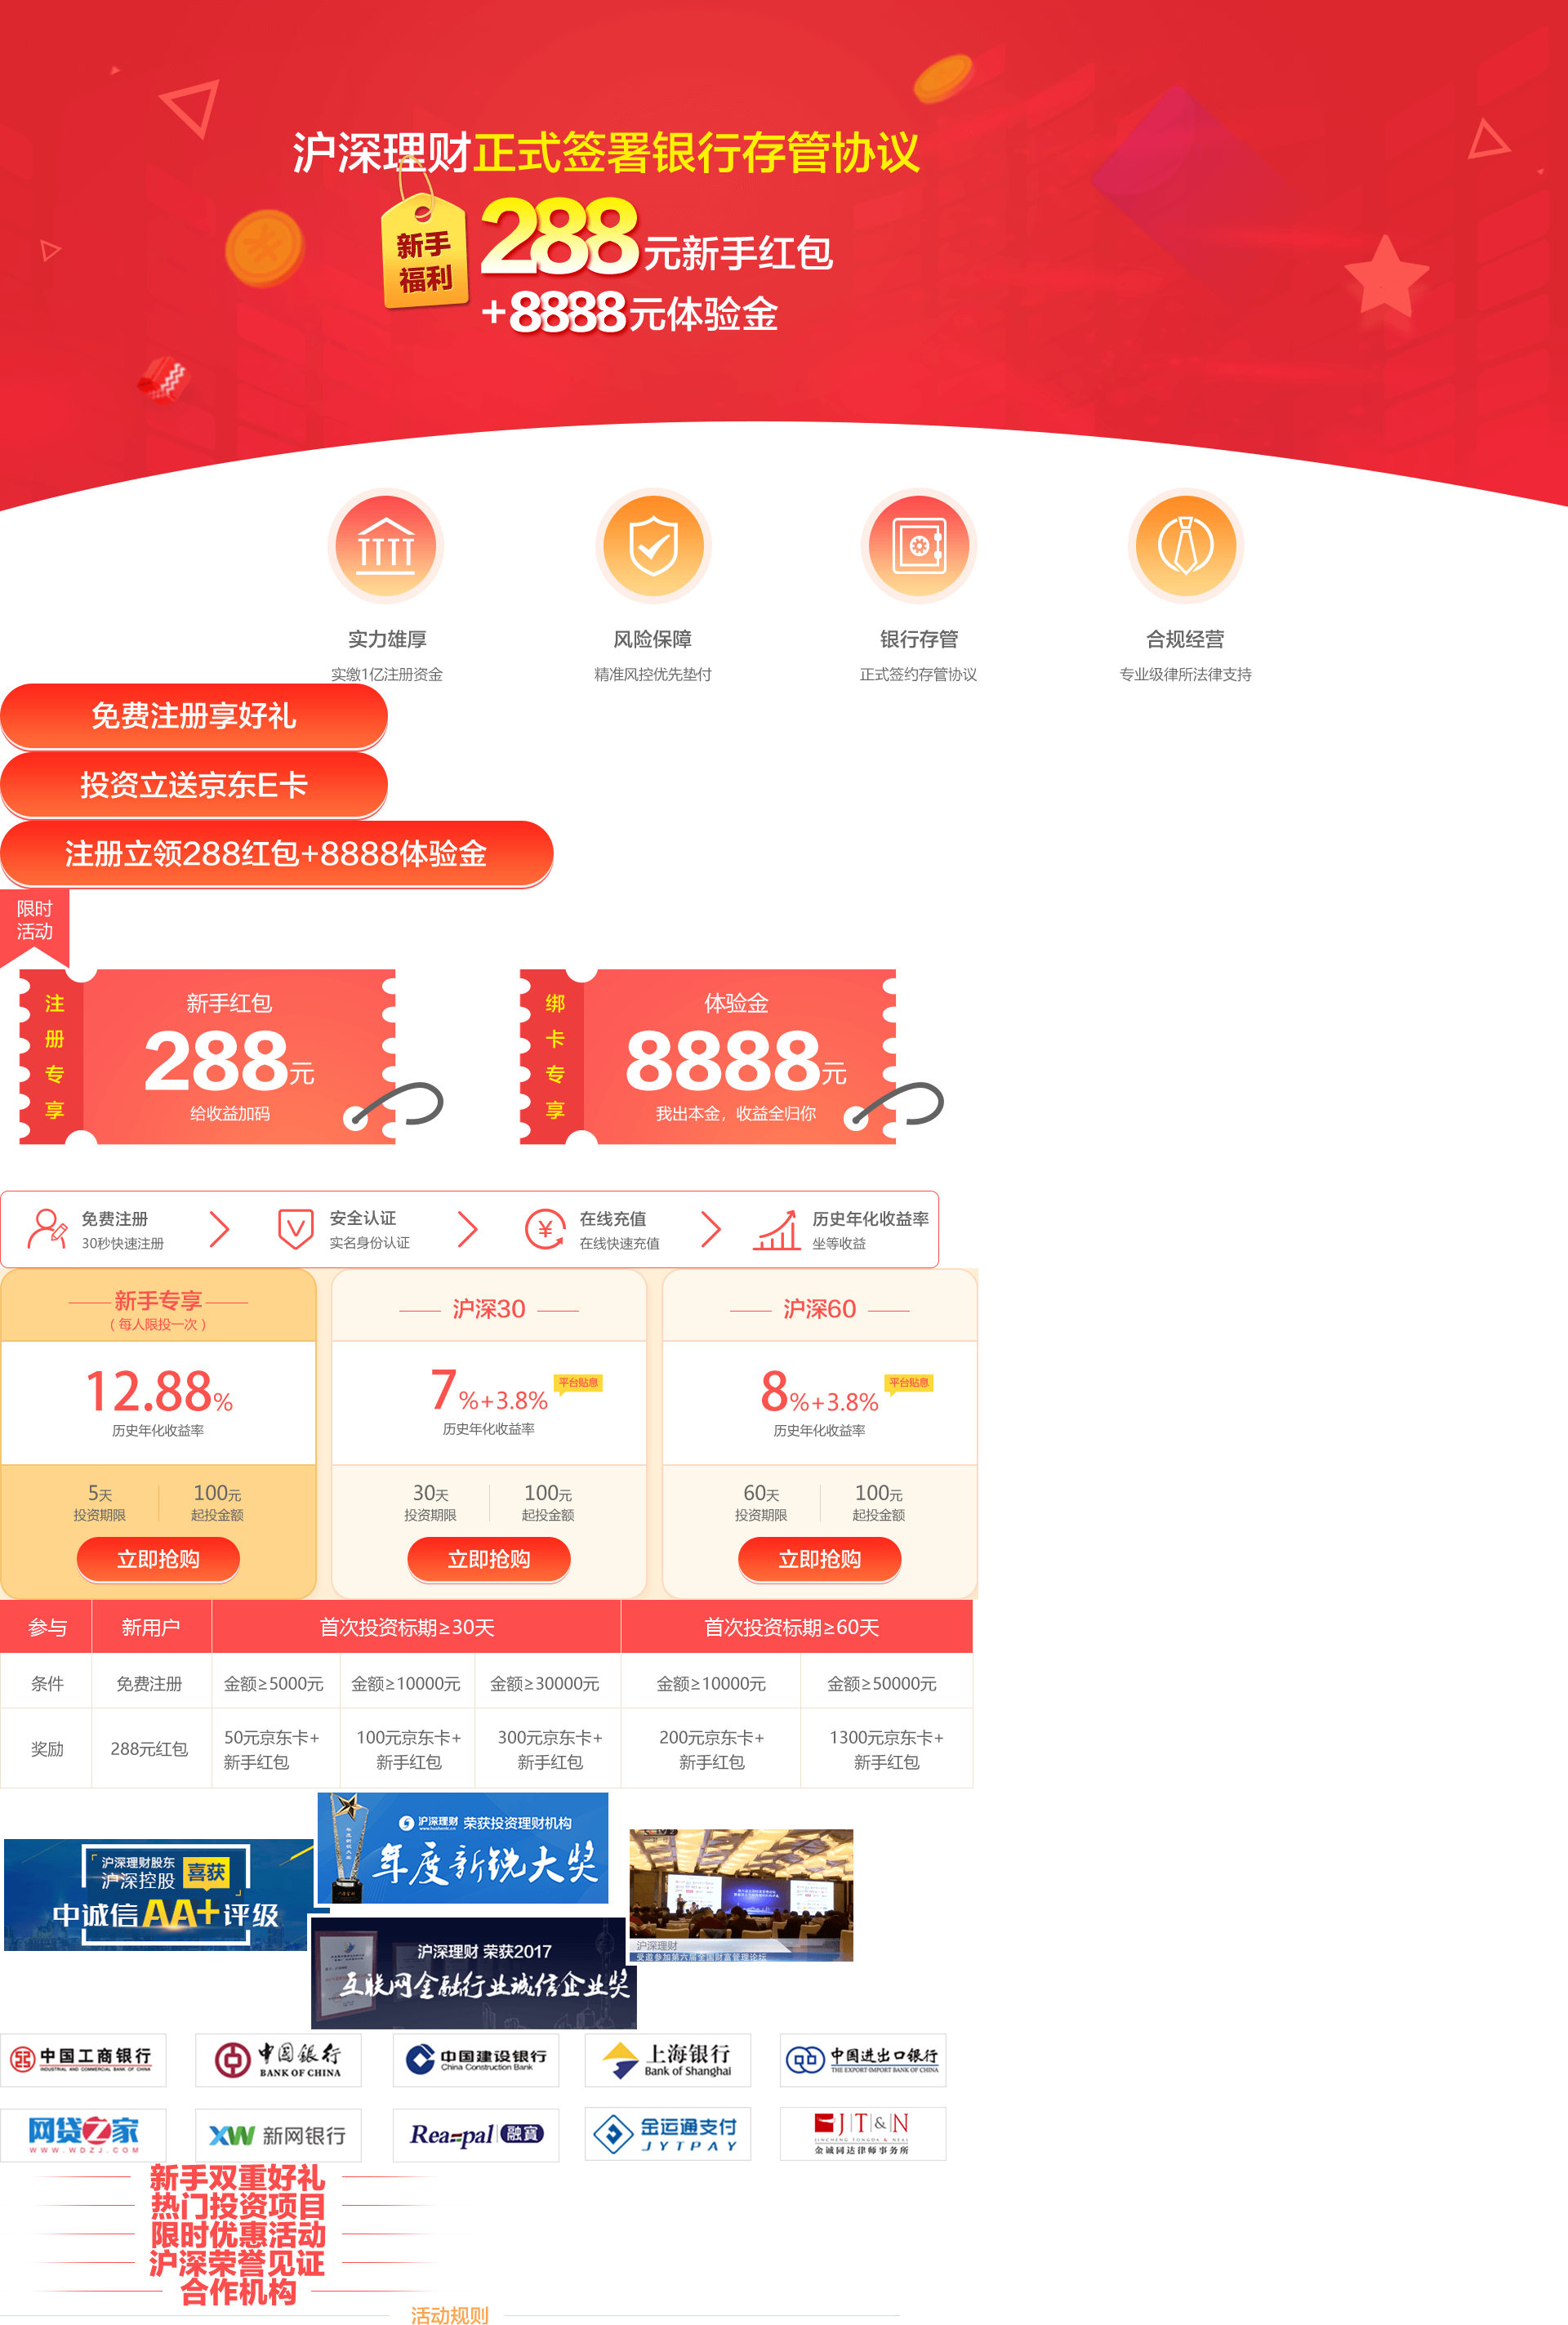 沪深理财正式签署银行存管协议
新手
福利
288元新手红包
+8888元体验金
实力雄厚
风险保障
银行存管
合规经营
实缴1亿注册资金
精准风控优先垫付
正式签约存管协议
专业级律所法律支持
免费注册享好礼
投资立送京东E卡
注册立领288红包+8888体验金
限时
活动
注册专享
新手红包
288元
给收益加码
绑卡专享
体验金
8888元
我出本金，收益全归你
免费注册
30秒快速注册
安全认证
实名身份认证
在线充值
在线快速充值
历史年化收益率
坐等收益
新手专享
（每人限投一次）
12.88%
历史年化收益率
5天
投资期限
100元
起投金额
立即抢购
沪深30
7%+3.8%
平台贴息
历史年化收益率
30天
投资期限
100元
起投金额
立即抢购
沪深60
8%+3.8%
平台贴息
历史年化收益率
60天
投资期限
100元
起投金额
立即抢购
参与 新用户 首次投资标期≥30天 首次投资标期≥60天
条件 免费注册 金额≥5000元 金额≥10000元 金额≥30000元 金额≥10000元 金额≥50000元
奖励 288元红包 50元京东卡+新手红包 100元京东卡+新手红包 300元京东卡+新手红包 200元京东卡+新手红包 1300元京东卡+新手红包
沪深理财股东
沪深控股
喜获
中诚信AA+评级
沪深理财 荣获投资理财机构
年度新锐大奖
沪深理财 荣获2017
互联网金融行业诚信企业奖
沪深理财
受邀参加第六届全国财富管理论坛
中国工商银行
INDUSTRIAL AND COMMERCIAL BANK OF CHINA
中国银行
BANK OF CHINA
中国建设银行
China Construction Bank
上海银行
Bank of Shanghai
中国进出口银行
THE EXPORT-IMPORT BANK OF CHINA
网贷之家
WWW.WDZJ.COM
XW 新网银行
Reapal 融寳
金运通支付
JYTPAY
JT&N
JINCHENG TONGDA & NEAL
金诚同达律师事务所
新手双重好礼
热门投资项目
限时优惠活动
沪深荣誉见证
合作机构
活动规则